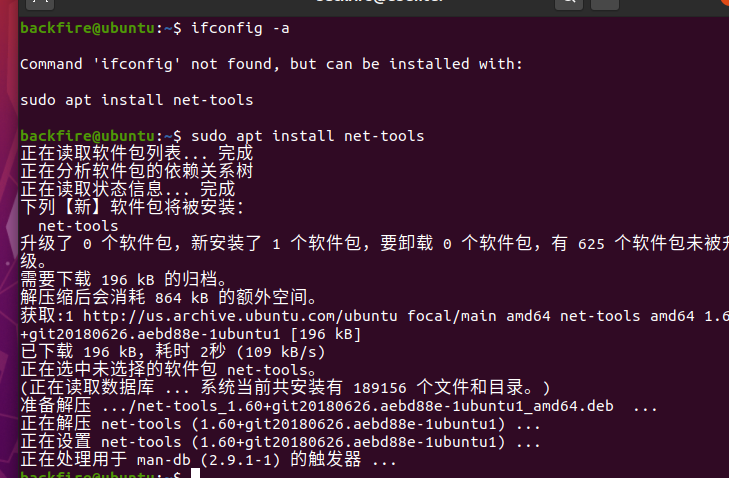 backfire@ubuntu:~$ ifconfig -a
Command 'ifconfig' not found, but can be installed with:
sudo apt install net-tools
backfire@ubuntu:~$ sudo apt install net-tools
正在读取软件包列表... 完成
正在分析软件包的依赖关系树
正在读取状态信息... 完成
下列【新】软件包将被安装：
net-tools
升级了 0 个软件包，新安装了 1 个软件包，要卸载 0 个软件包，有 625 个软件包未被升
级。
需要下载 196 kB 的归档。
解压缩后会消耗 864 kB 的额外空间。
获取:1 http://us.archive.ubuntu.com/ubuntu focal/main amd64 net-tools amd64 1.6
+git20180626.aebd88e-1ubuntu1 [196 kB]
已下载 196 kB，耗时 2秒 (109 kB/s)
正在选中未选择的软件包 net-tools。
(正在读取数据库 ... 系统当前共安装有 189156 个文件和目录。)
准备解压 .../net-tools_1.60+git20180626.aebd88e-1ubuntu1_amd64.deb ...
正在解压 net-tools (1.60+git20180626.aebd88e-1ubuntu1) ...
正在设置 net-tools (1.60+git20180626.aebd88e-1ubuntu1) ...
正在处理用于 man-db (2.9.1-1) 的触发器 ...
backfire@ubuntu:~$